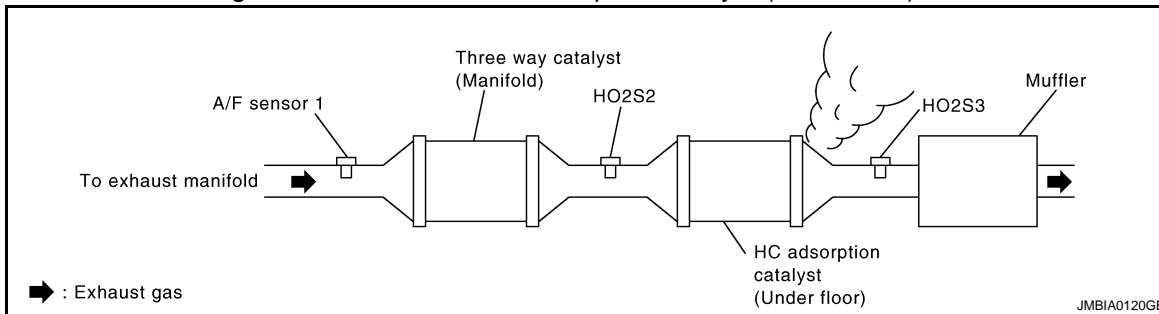 Three way catalyst
(Manifold)
A/F sensor 1
HO2S2
Muffler
HO2S3
To exhaust manifold
HC adsorption
catalyst
(Under floor)
: Exhaust gas